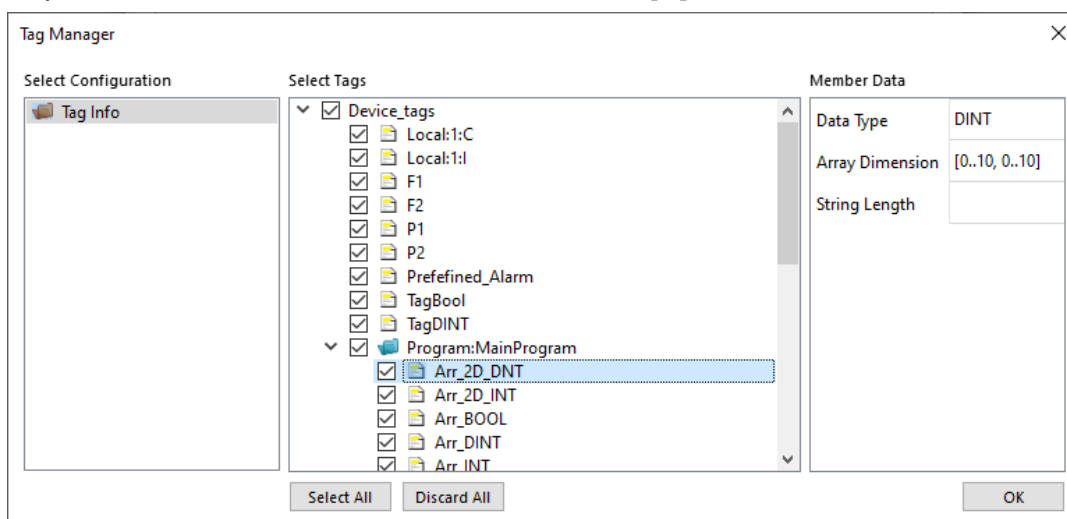 Tag Manager
Select Configuration
Select Tags
Member Data
Tag Info
Device_tags
Local:1:C
Local:1:I
F1
F2
P1
P2
Prefefined_Alarm
TagBool
TagDINT
Program:MainProgram
Arr_2D_DNT
Arr_2D_INT
Arr_BOOL
Arr_DINT
Arr_INT
Data Type DINT
Array Dimension [0..10, 0..10]
String Length
Select All Discard All OK